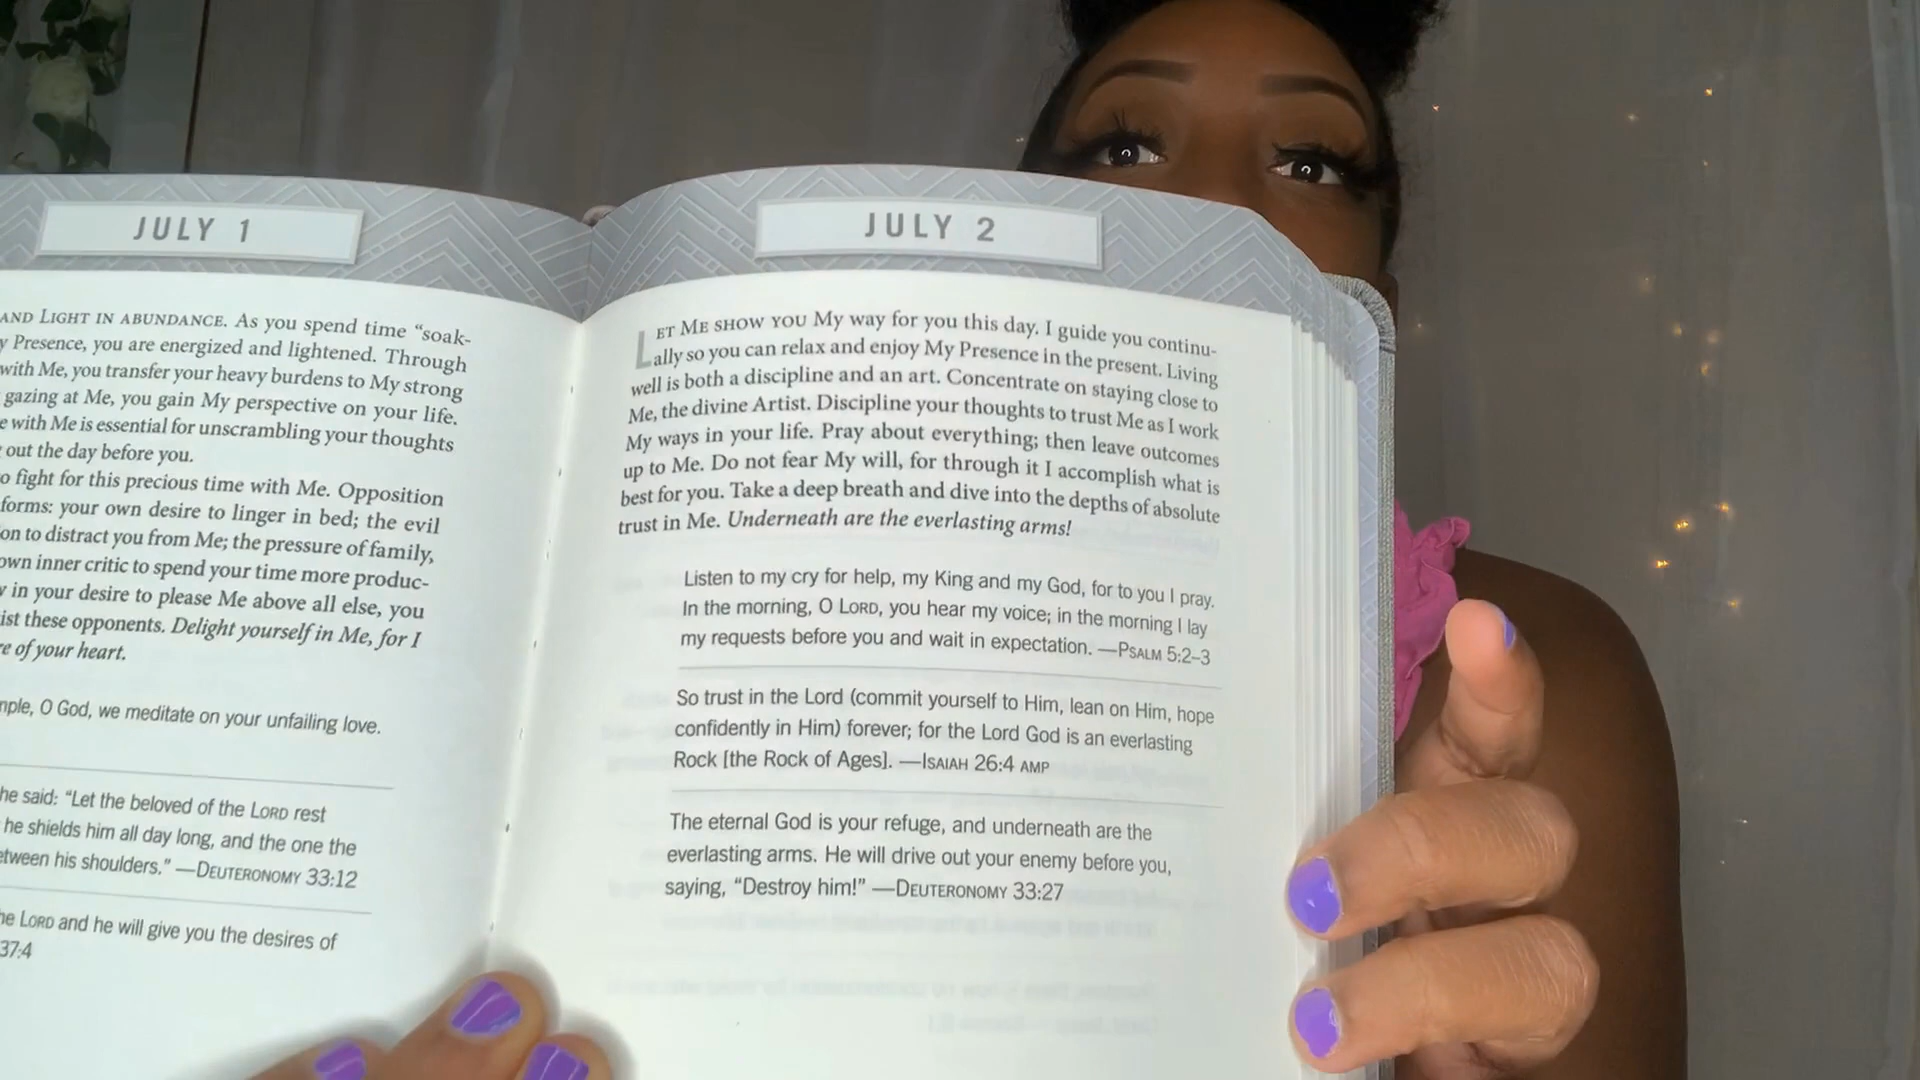 JULY 1
AND LIGHT IN ABUNDANCE. As you spend time “soak-
Presence, you are energized and lightened. Through
with Me, you transfer your heavy burdens to My strong
gazing at Me, you gain My perspective on your life.
with Me is essential for unscrambling your thoughts
out the day before you.
fight for this precious time with Me. Opposition
forms: your own desire to linger in bed; the evil
to distract you from Me; the pressure of family,
own inner critic to spend your time more produc-
in your desire to please Me above all else, you
these opponents. Delight yourself in Me, for I
of your heart.
O God, we meditate on your unfailing love.
he said: “Let the beloved of the LORD rest
he shields him all day long, and the one the
between his shoulders.” —DEUTERONOMY 33:12
LORD and he will give you the desires of
37:4
JULY 2
LET ME SHOW YOU My way for you this day. I guide you continu-
ally so you can relax and enjoy My Presence in the present. Living
well is both a discipline and an art. Concentrate on staying close to
Me, the divine Artist. Discipline your thoughts to trust Me as I work
My ways in your life. Pray about everything; then leave outcomes
up to Me. Do not fear My will, for through it I accomplish what is
best for you. Take a deep breath and dive into the depths of absolute
trust in Me. Underneath are the everlasting arms!
Listen to my cry for help, my King and my God, for to you I pray.
In the morning, O LORD, you hear my voice; in the morning I lay
my requests before you and wait in expectation. —PSALM 5:2–3
So trust in the Lord (commit yourself to Him, lean on Him, hope
confidently in Him) forever; for the Lord God is an everlasting
Rock [the Rock of Ages]. —ISAIAH 26:4 AMP
The eternal God is your refuge, and underneath are the
everlasting arms. He will drive out your enemy before you,
saying, “Destroy him!” —DEUTERONOMY 33:27